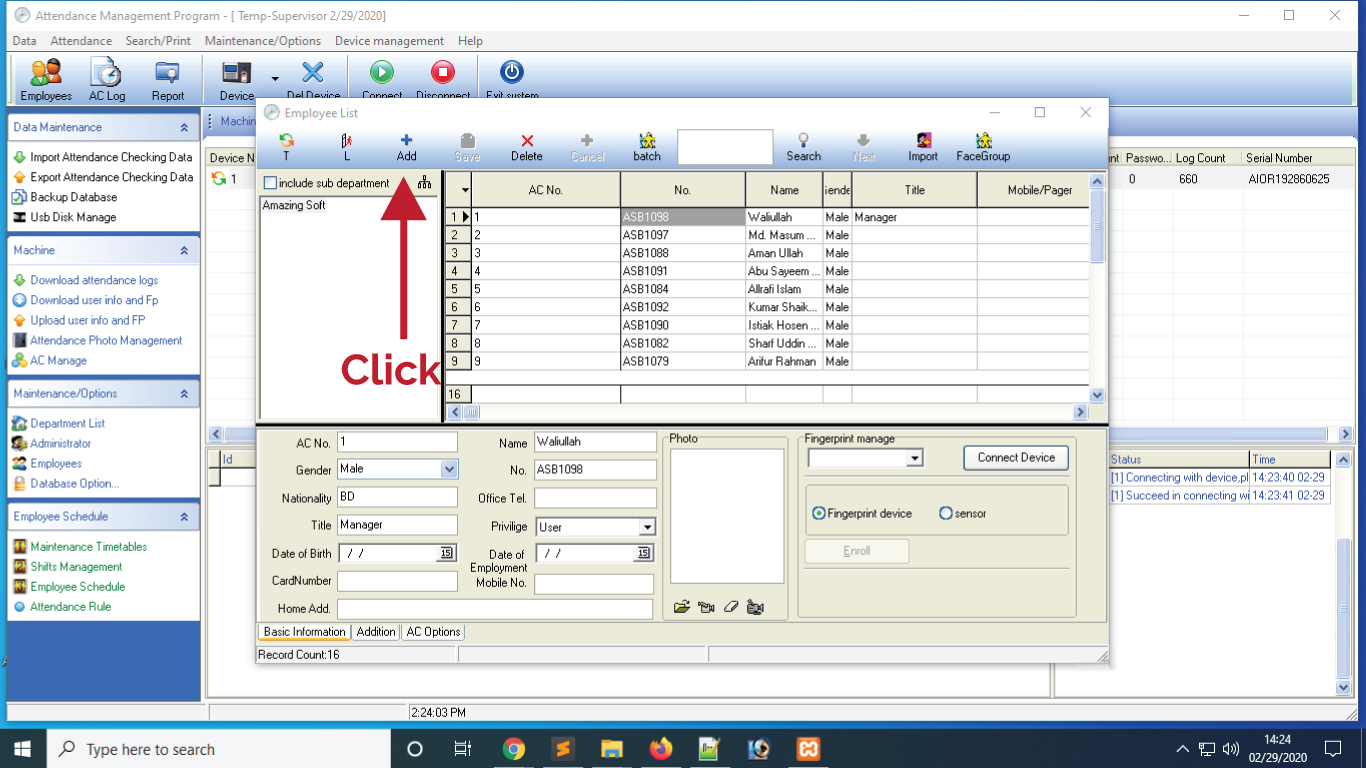 Attendance Management Program - [ Temp-Supervisor 2/29/2020]
Data Attendance Search/Print Maintenance/Options Device management Help
Employees AC Log Report Device Del Device Connect Disconnect Exit system
Data Maintenance
Import Attendance Checking Data
Export Attendance Checking Data
Backup Database
Usb Disk Manage
Machine
Download attendance logs
Download user info and Fp
Upload user info and FP
Attendance Photo Management
AC Manage
Maintenance/Options
Department List
Administrator
Employees
Database Option...
Employee Schedule
Maintenance Timetables
Shifts Management
Employee Schedule
Attendance Rule
Machin
Device N
1
Id
Employee List
T L Add Save Delete Cancel batch Search Next Import FaceGroup
include sub department
Amazing Soft
Click
AC No. No. Name iende Title Mobile/Pager
1 1 ASB1098 Waliullah Male Manager
2 2 ASB1097 Md. Masum ... Male
3 3 ASB1088 Aman Ullah Male
4 4 ASB1091 Abu Sayeem ... Male
5 5 ASB1084 Allrafi Islam Male
6 6 ASB1092 Kumar Shaik... Male
7 7 ASB1090 Istiak Hosen ... Male
8 8 ASB1082 Sharf Uddin ... Male
9 9 ASB1079 Arifur Rahman Male
16
AC No. 1 Name Waliullah
Gender Male No. ASB1098
Nationality BD Office Tel.
Title Manager Privilige User
Date of Birth / / 15 Date of Employment / / 15
CardNumber Mobile No.
Home Add.
Photo
Fingerprint manage
Connect Device
Fingerprint device sensor
Enroll
Basic Information Addition AC Options
Record Count:16
nt Passwo... Log Count Serial Number
0 660 AIOR192860625
Status Time
[1] Connecting with device,pl 14:23:40 02-29
[1] Succeed in connecting wi 14:23:41 02-29
2:24:03 PM
Type here to search
14:24
02/29/2020